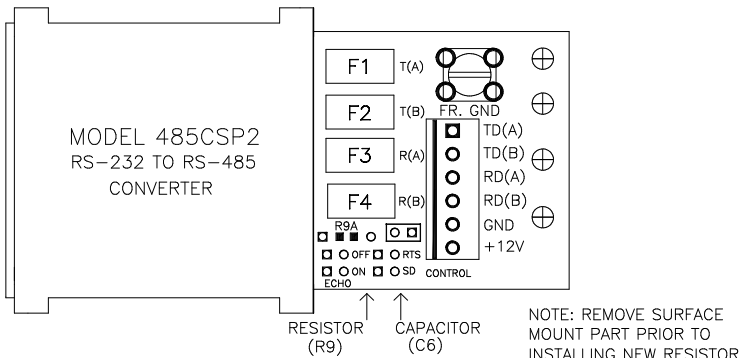 MODEL 485CSP2
RS-232 TO RS-485
CONVERTER
F1 T(A)
F2 T(B)
F3 R(A)
F4 R(B)
FR. GND
TD(A)
TD(B)
RD(A)
RD(B)
GND
+12V
R9A
OFF RTS
ON SD
ECHO
CONTROL
RESISTOR
(R9)
CAPACITOR
(C6)
NOTE: REMOVE SURFACE
MOUNT PART PRIOR TO
INSTALLING NEW RESISTOR